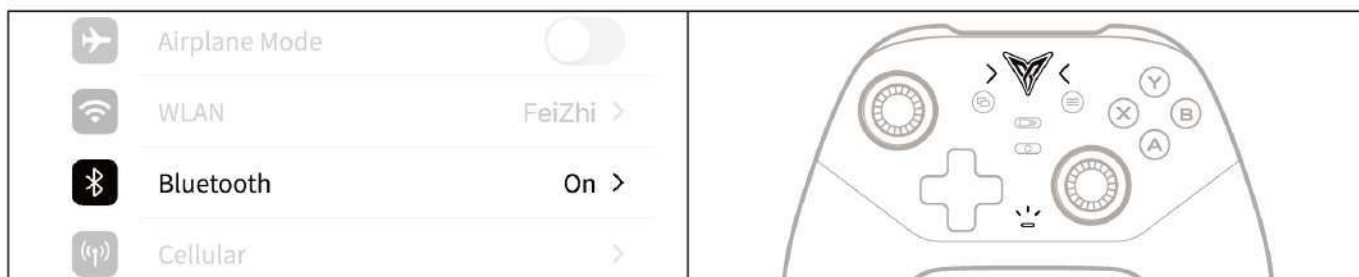 Airplane Mode
WLAN
FeiZhi >
Bluetooth
On >
Cellular
>
Y
X
B
A